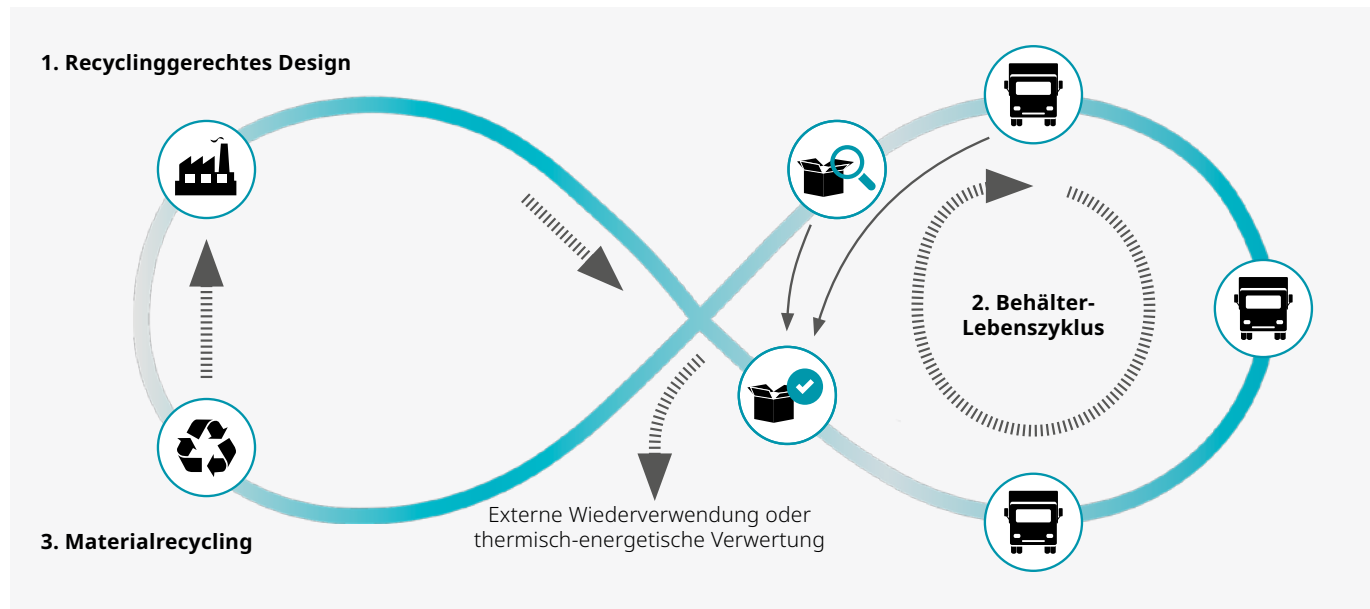 1. Recyclinggerechtes Design
2. Behälter-
Lebenszyklus
Externe Wiederverwendung oder
thermisch-energetische Verwertung
3. Materialrecycling